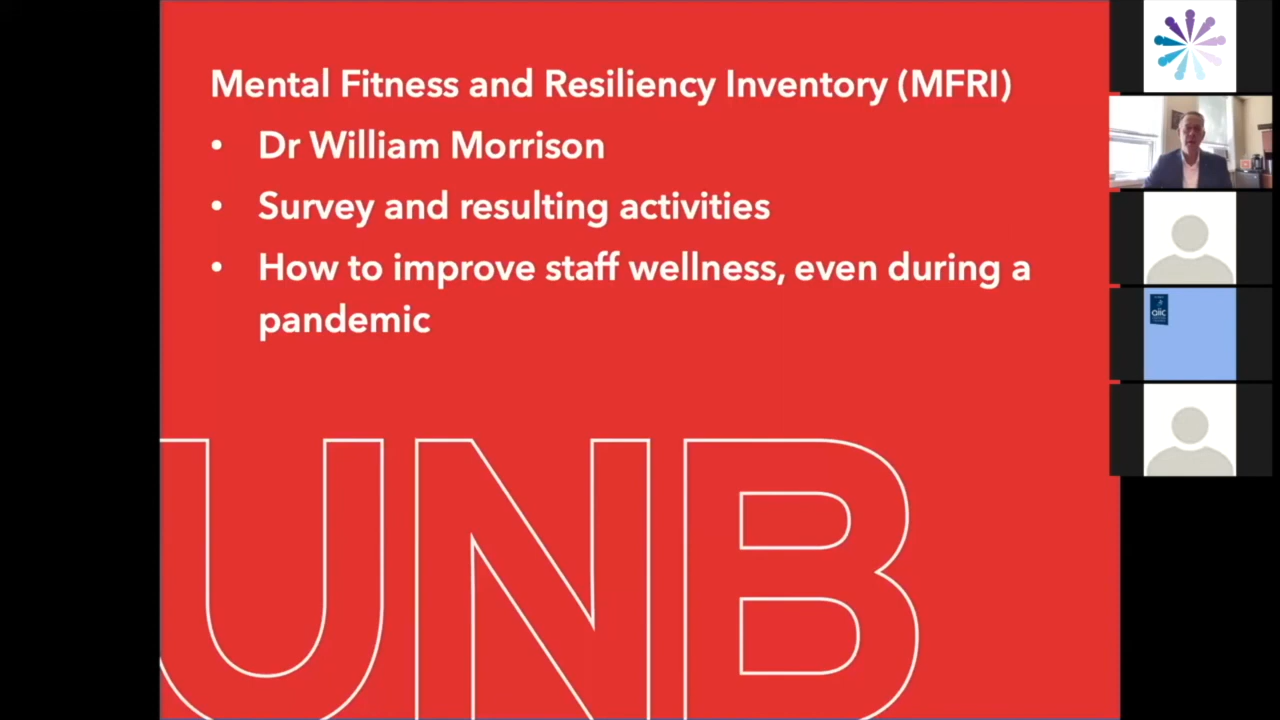 Mental Fitness and Resiliency Inventory (MFRI)
• Dr William Morrison
• Survey and resulting activities
• How to improve staff wellness, even during a
pandemic
UNB
aiic